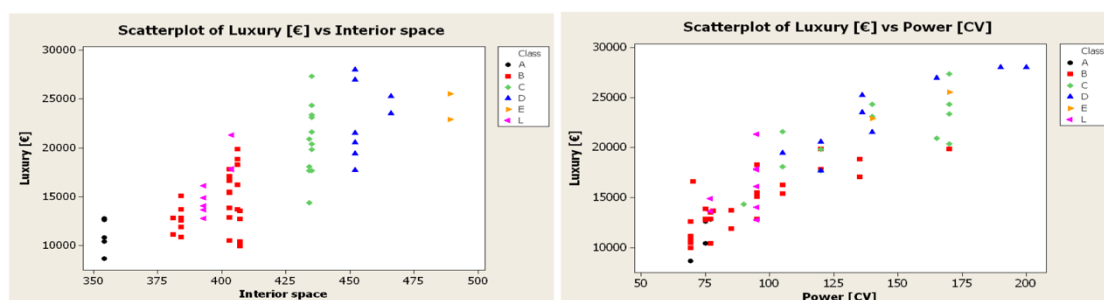 Scatterplot of Luxury [€] vs Interior space
30000
25000
20000
15000
10000
Luxury [€]
350 375 400 425 450 475 500
Interior space
Class
A
B
C
D
E
L
Scatterplot of Luxury [€] vs Power [CV]
30000
25000
20000
15000
10000
Luxury [€]
50 75 100 125 150 175 200
Power [CV]
Class
A
B
C
D
E
L